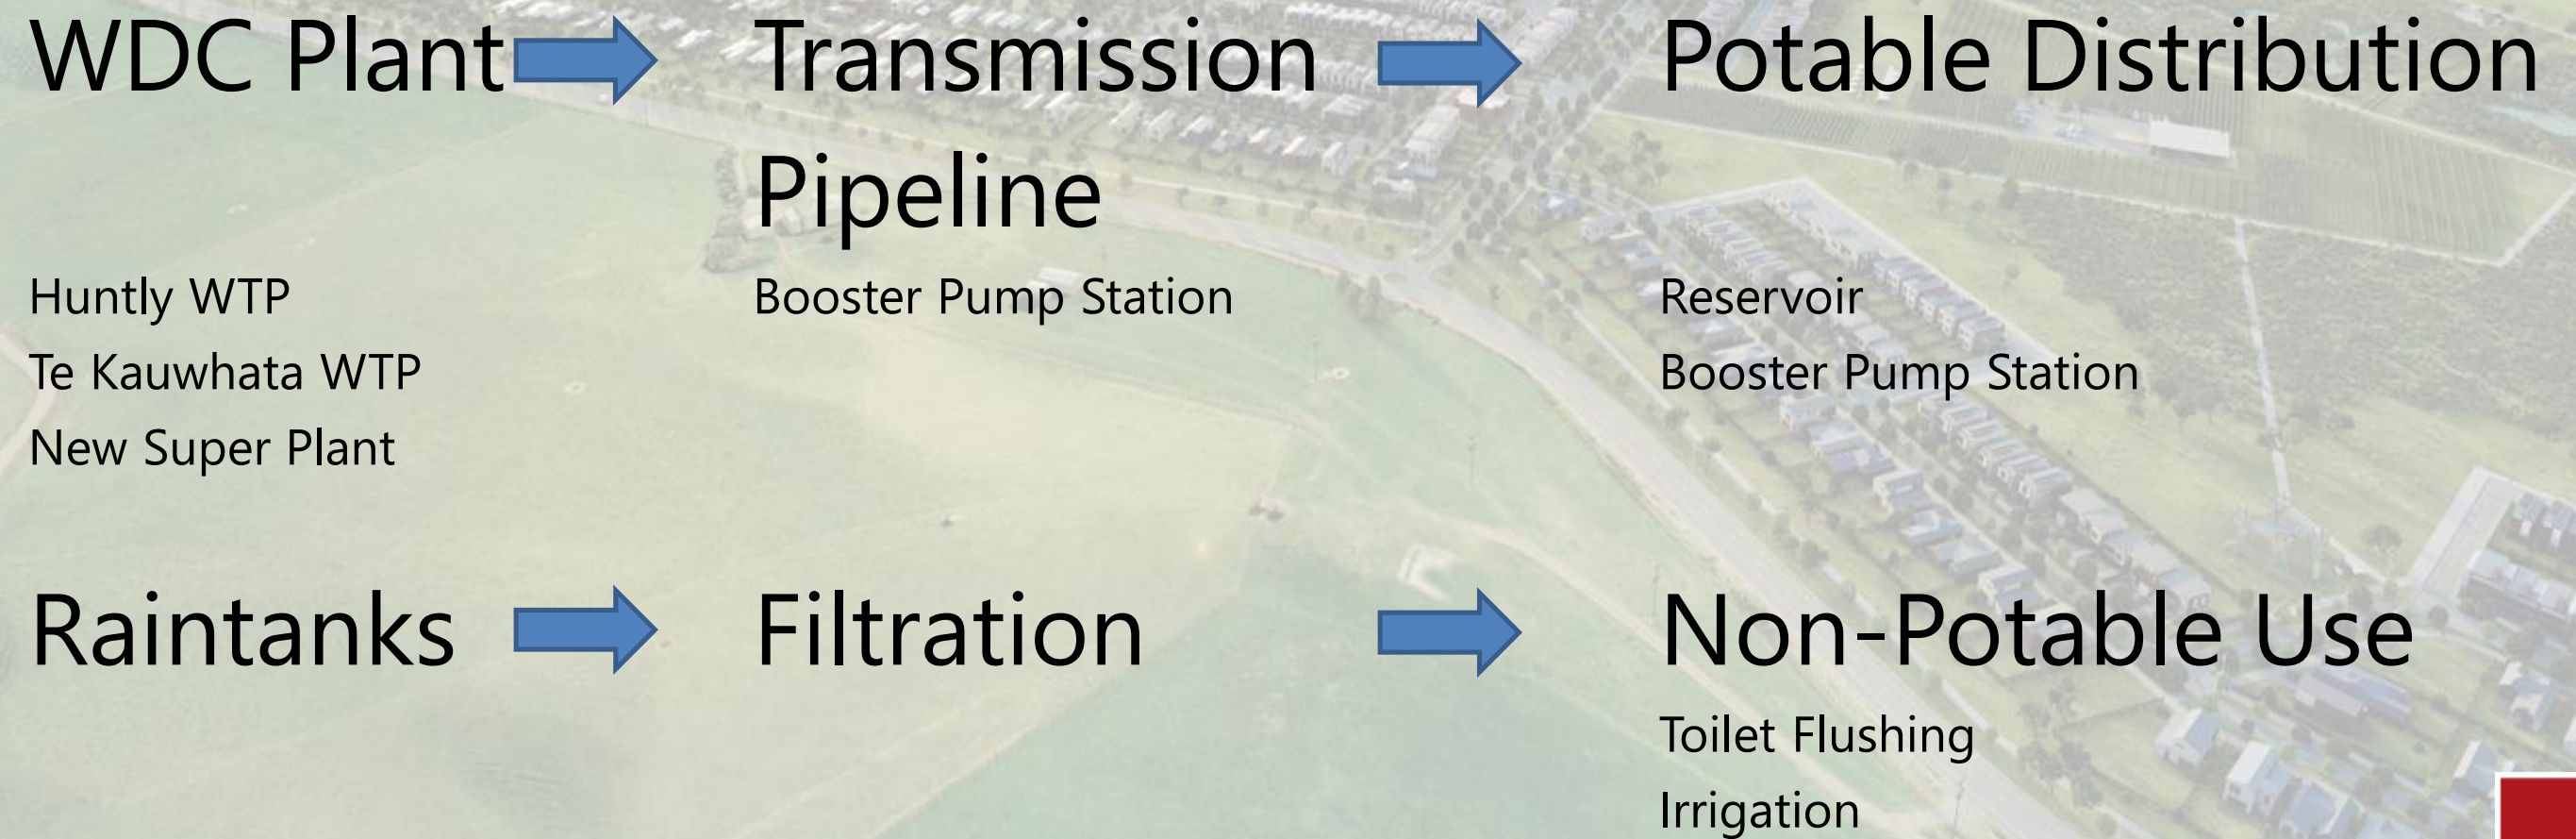 WDC Plant Transmission Potable Distribution
Pipeline
Huntly WTP Booster Pump Station Reservoir
Te Kauwhata WTP Booster Pump Station
New Super Plant
Raintanks Filtration Non-Potable Use
Toilet Flushing
Irrigation